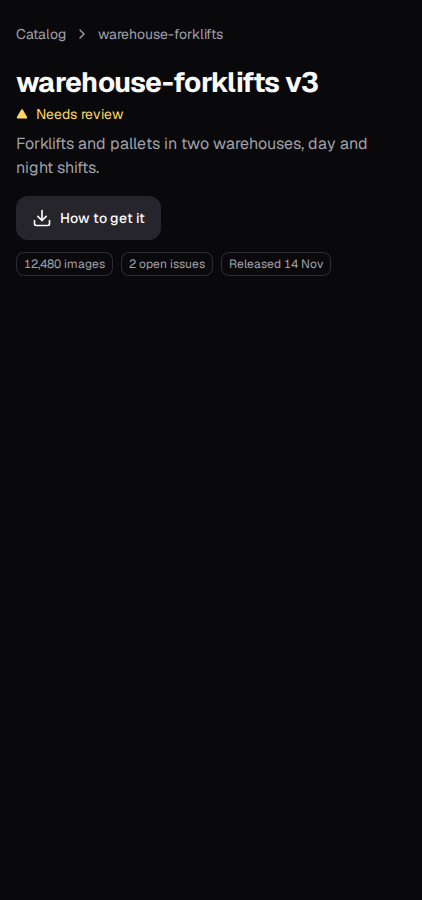 Catalog > warehouse-forklifts
warehouse-forklifts v3
Needs review
Forklifts and pallets in two warehouses, day and
night shifts.
How to get it
12,480 images 2 open issues Released 14 Nov